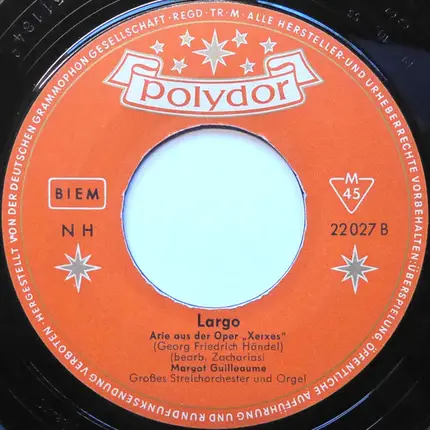 HERGESTELLT VON DER DEUTSCHEN GRAMMOPHON GESELLSCHAFT · REGD · TR · M · ALLE HERSTELLER- UND URHEBERRECHTE VORBEHALTEN: ÜBERSPIELUNG, ÖFFENTLICHE AUFFÜHRUNG UND RUNDFUNKSENDUNG VERBOTEN ·
polydor
BIEM
M
45
NH
22027 B
Largo
Arie aus der Oper „Xerxes"
(Georg Friedrich Händel)
(bearb. Zacharias)
Margot Guilleaume
Großes Streichorchester und Orgel